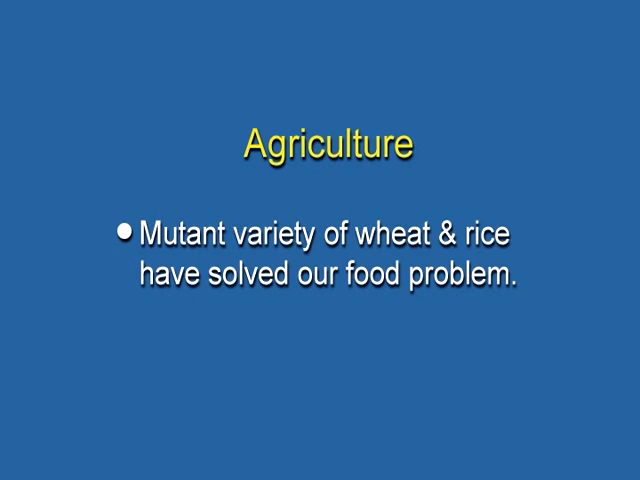 Agriculture
• Mutant variety of wheat & rice
have solved our food problem.